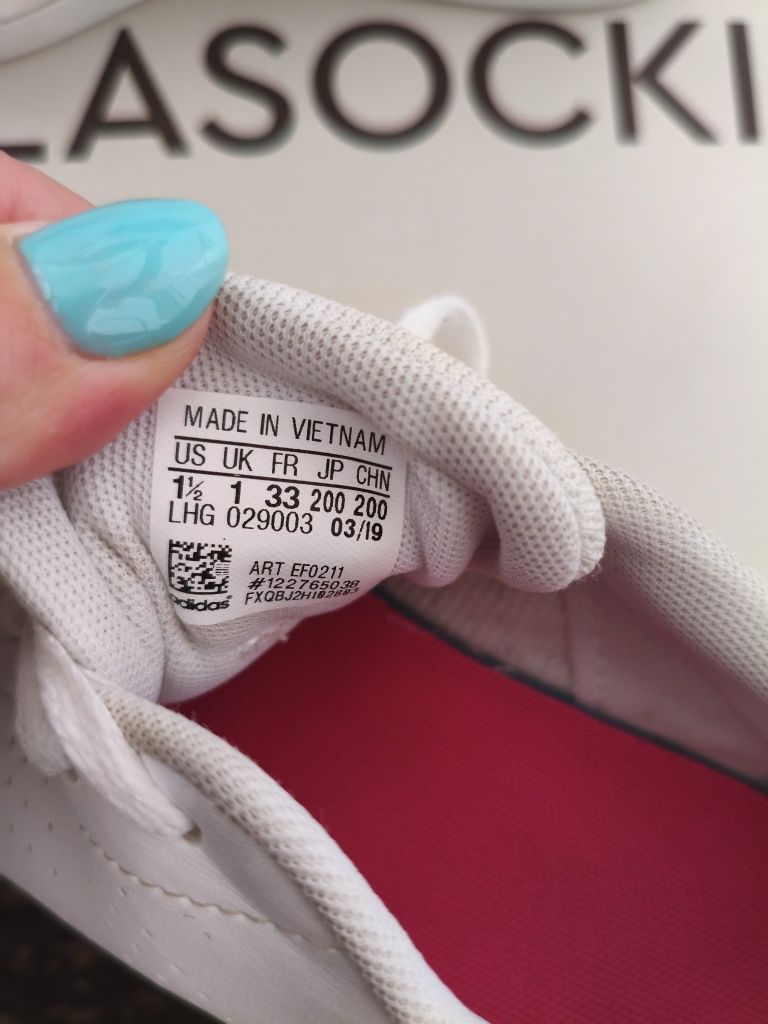 LASOCKI
MADE IN VIETNAM
US UK FR JP CHN
1½ 1 33 200 200
LHG 029003 03/19
ART EF0211
#122765038
adidas